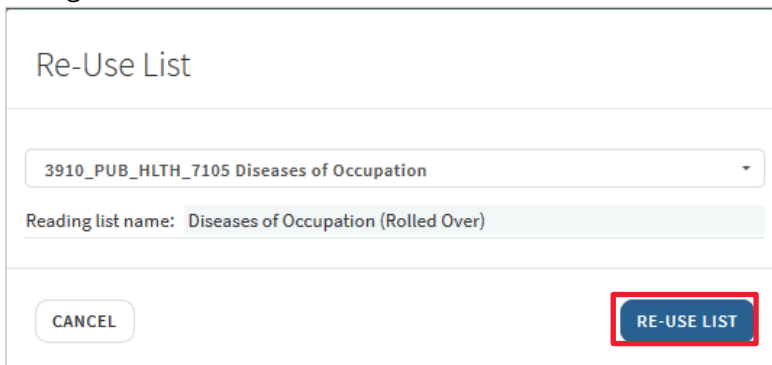 Re-Use List
3910_PUB_HLTH_7105 Diseases of Occupation
Reading list name: Diseases of Occupation (Rolled Over)
CANCEL RE-USE LIST